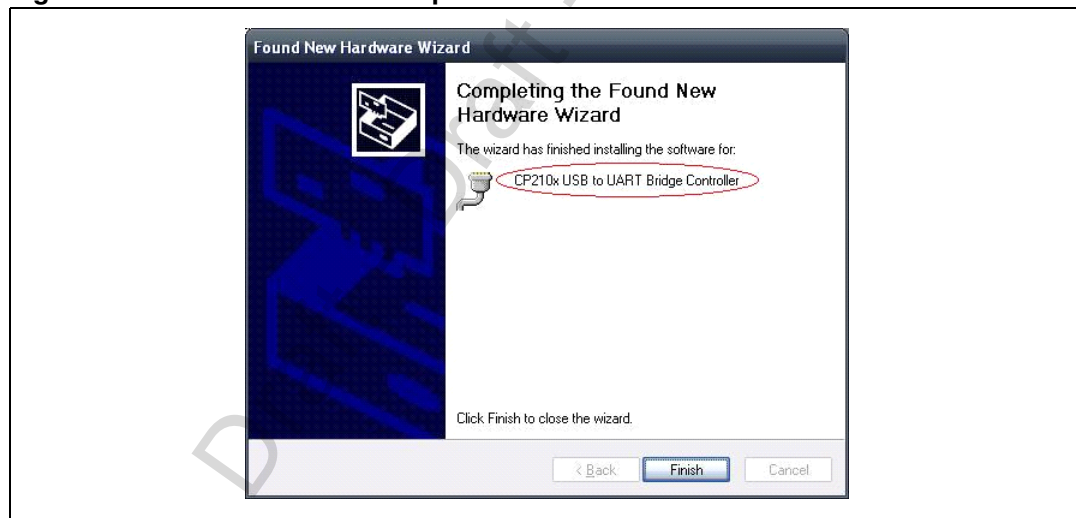 Found New Hardware Wizard
Completing the Found New
Hardware Wizard
The wizard has finished installing the software for:
CP210x USB to UART Bridge Controller
Click Finish to close the wizard.
< Back
Finish
Cancel
Draft